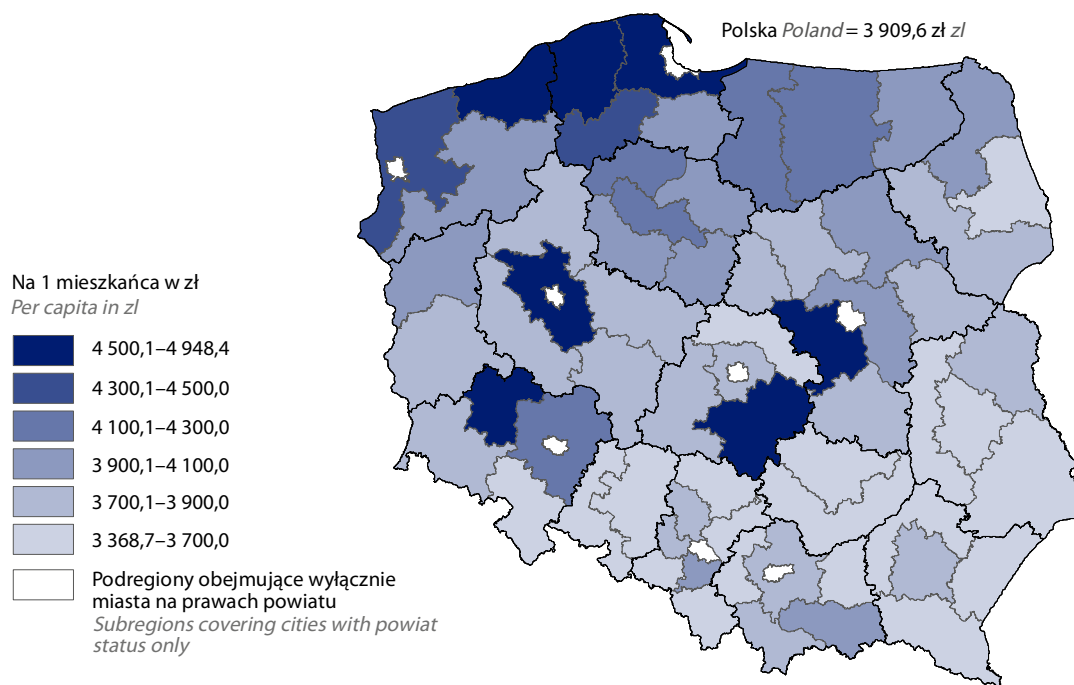 Polska Poland = 3 909,6 zł zl
Na 1 mieszkańca w zł
Per capita in zl
4 500,1–4 948,4
4 300,1–4 500,0
4 100,1–4 300,0
3 900,1–4 100,0
3 700,1–3 900,0
3 368,7–3 700,0
Podregiony obejmujące wyłącznie
miasta na prawach powiatu
Subregions covering cities with powiat
status only